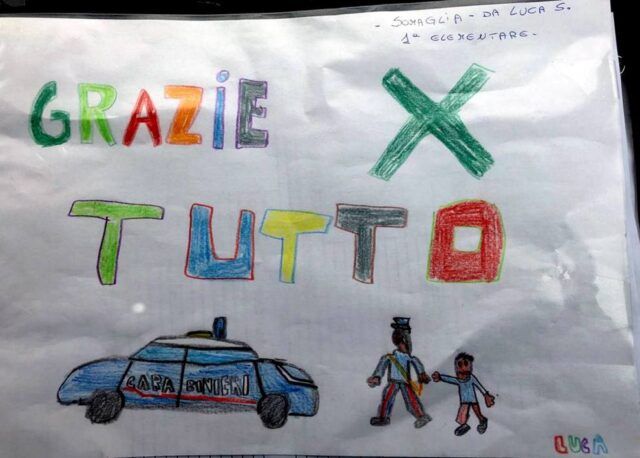 - SOMAGLIA - DA LUCA S.
1ª ELEMENTARE.
GRAZiE X
TUTTO
CARABINIERI
LUCA